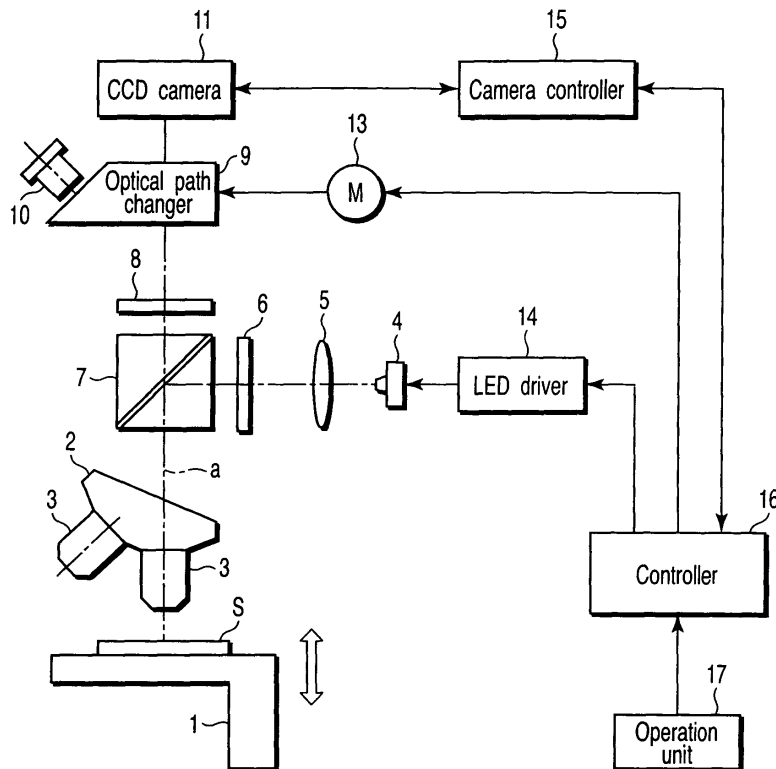 11
15
CCD camera
Camera controller
13
9
10
Optical path
changer
M
8
6
5
4
14
7
LED driver
2
a
3
16
3
Controller
S
17
1
Operation
unit